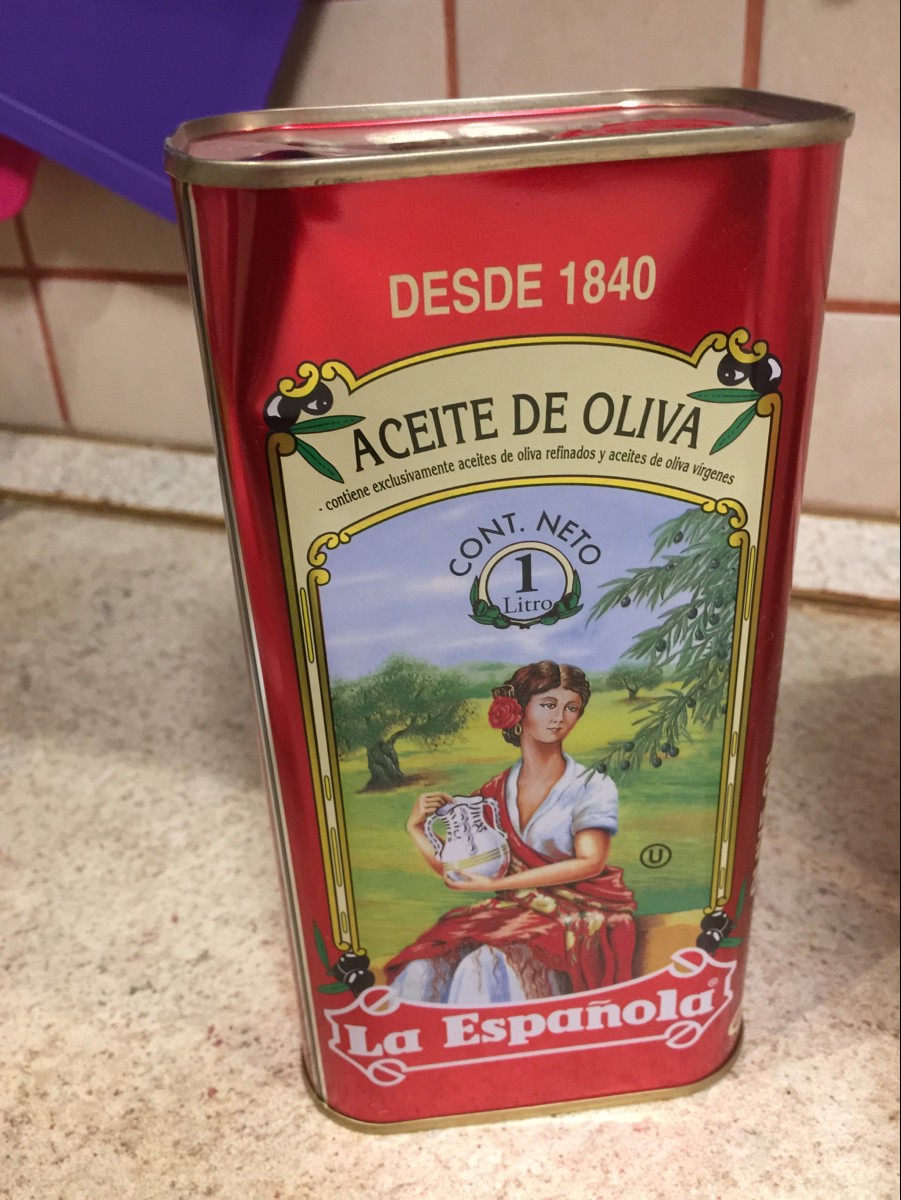 DESDE 1840
ACEITE DE OLIVA
- contiene exclusivamente aceites de oliva refinados y aceites de oliva vírgenes
CONT. NETO
1
Litro
U
La Española®